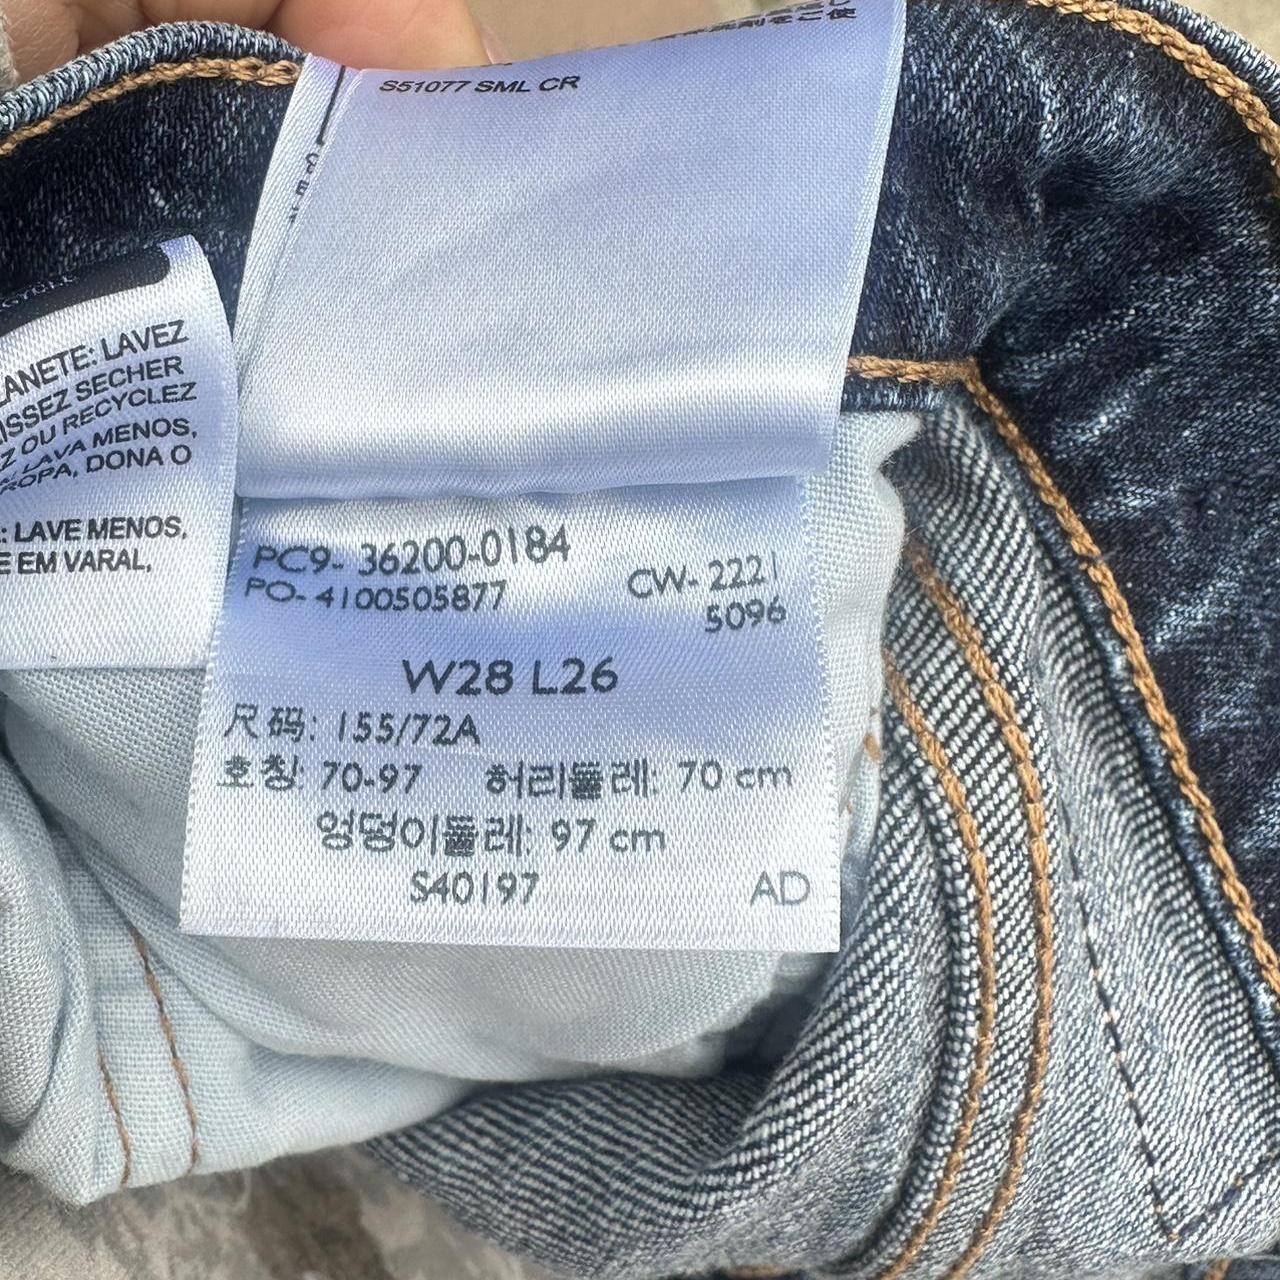 S51077 SML CR
LAVEZ
SECHER
OU RECYCLEZ
LAVA MENOS,
ROPA, DONA O
: LAVE MENOS,
E EM VARAL,
PC9- 36200-0184
PO- 4100505877
CW- 2221
5096
W28 L26
尺码: 155/72A
호칭: 70-97 허리둘레: 70 cm
엉덩이둘레: 97 cm
S40197 AD